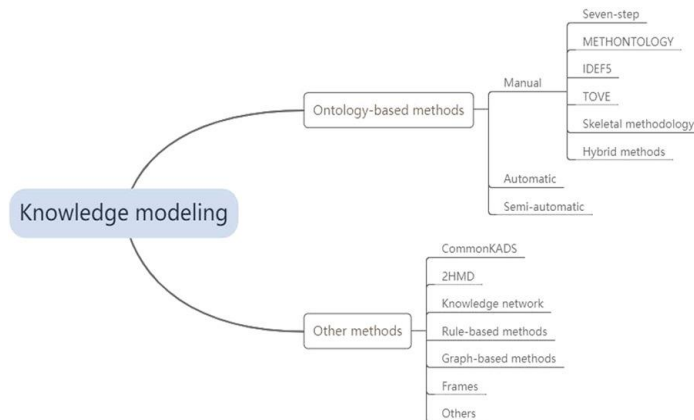 Knowledge modeling
Ontology-based methods
Manual
Seven-step
METHONTOLOGY
IDEF5
TOVE
Skeletal methodology
Hybrid methods
Automatic
Semi-automatic
Other methods
CommonKADS
2HMD
Knowledge network
Rule-based methods
Graph-based methods
Frames
Others